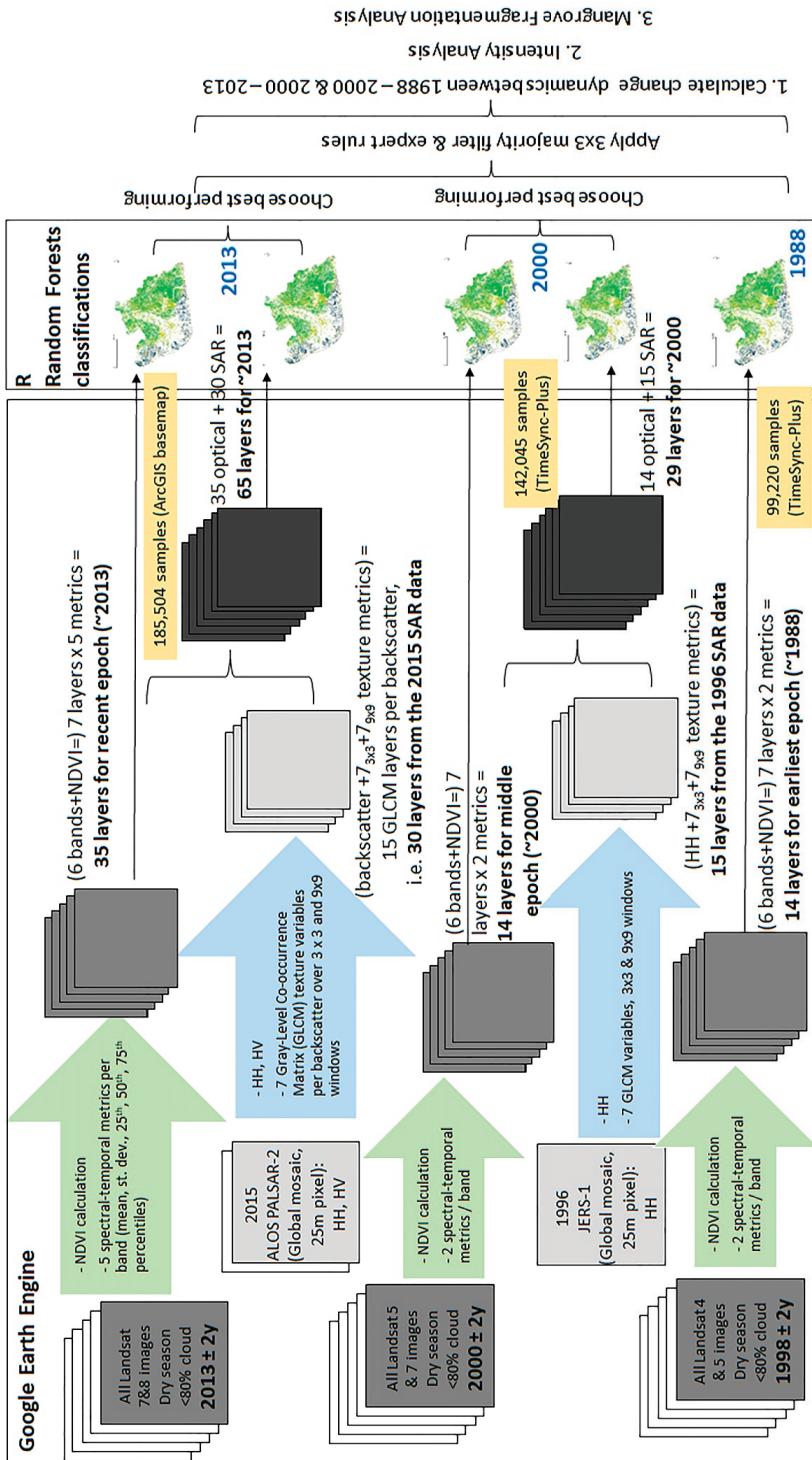 Google Earth Engine
R
Random Forests
classifications
All Landsat
7&8 images
Dry season
<80% cloud
2013 ± 2y
- NDVI calculation
- 5 spectral-temporal metrics per
band (mean, st. dev., 25th, 50th, 75th
percentiles)
(6 bands+NDVI=) 7 layers x 5 metrics =
35 layers for recent epoch (~2013)
185,504 samples (ArcGIS basemap)
2015
ALOS PALSAR-2
(Global mosaic,
25m pixel):
HH, HV
- HH, HV
- 7 Gray-Level Co-occurrence
Matrix (GLCM) texture variables
per backscatter over 3 x 3 and 9x9
windows
(backscatter +73x3+79x9 texture metrics) =
15 GLCM layers per backscatter,
i.e. 30 layers from the 2015 SAR data
35 optical + 30 SAR =
65 layers for ~2013
2013
Choose best performing
All Landsat 5
& 7 images
Dry season
<80% cloud
2000 ± 2y
- NDVI calculation
- 2 spectral-temporal
metrics / band
(6 bands+NDVI=) 7
layers x 2 metrics =
14 layers for middle
epoch (~2000)
142,045 samples
(TimeSync-Plus)
1996
JERS-1
(Global mosaic,
25m pixel):
HH
- HH
- 7 GLCM variables, 3x3 & 9x9 windows
(HH +73x3+79x9 texture metrics) =
15 layers from the 1996 SAR data
14 optical + 15 SAR =
29 layers for ~2000
2000
Choose best performing
All Landsat 4
& 5 images
Dry season
<80% cloud
1998 ± 2y
- NDVI calculation
- 2 spectral-temporal
metrics / band
(6 bands+NDVI=) 7 layers x 2 metrics =
14 layers for earliest epoch (~1988)
99,220 samples
(TimeSync-Plus)
1988
Apply 3x3 majority filter & expert rules
1. Calculate change dynamics between 1988–2000 & 2000–2013
2. Intensity Analysis
3. Mangrove Fragmentation Analysis